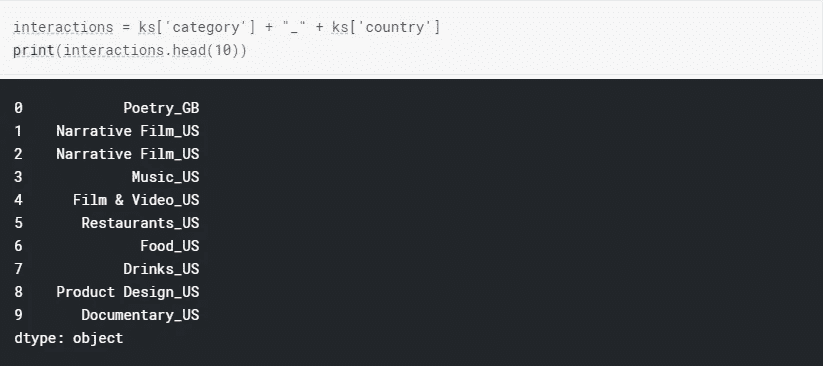 interactions = ks['category'] + "_" + ks['country']
print(interactions.head(10))
0 Poetry_GB
1 Narrative Film_US
2 Narrative Film_US
3 Music_US
4 Film & Video_US
5 Restaurants_US
6 Food_US
7 Drinks_US
8 Product Design_US
9 Documentary_US
dtype: object